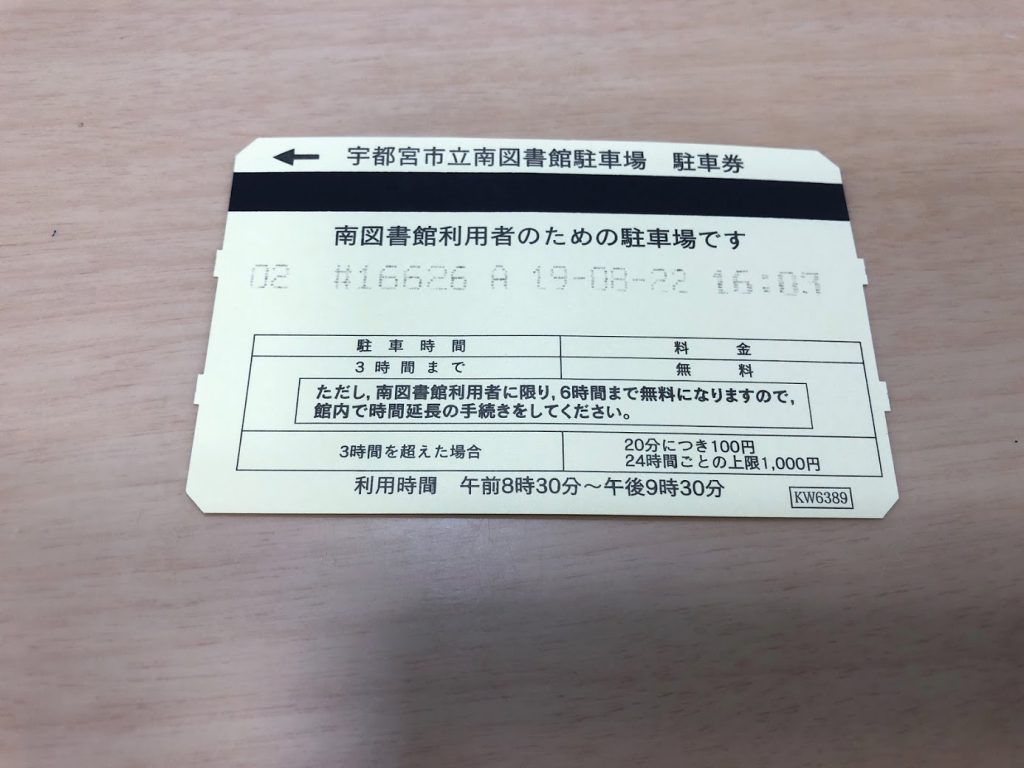 ← 宇都宮市立南図書館駐車場 駐車券
南図書館利用者のための駐車場です
02 #16626 A 19-08-22 16:03
駐車時間 料金
3時間まで 無料
ただし,南図書館利用者に限り,6時間まで無料になりますので,
館内で時間延長の手続きをしてください。
3時間を超えた場合 20分につき100円
24時間ごとの上限1,000円
利用時間 午前8時30分～午後9時30分
KW6389